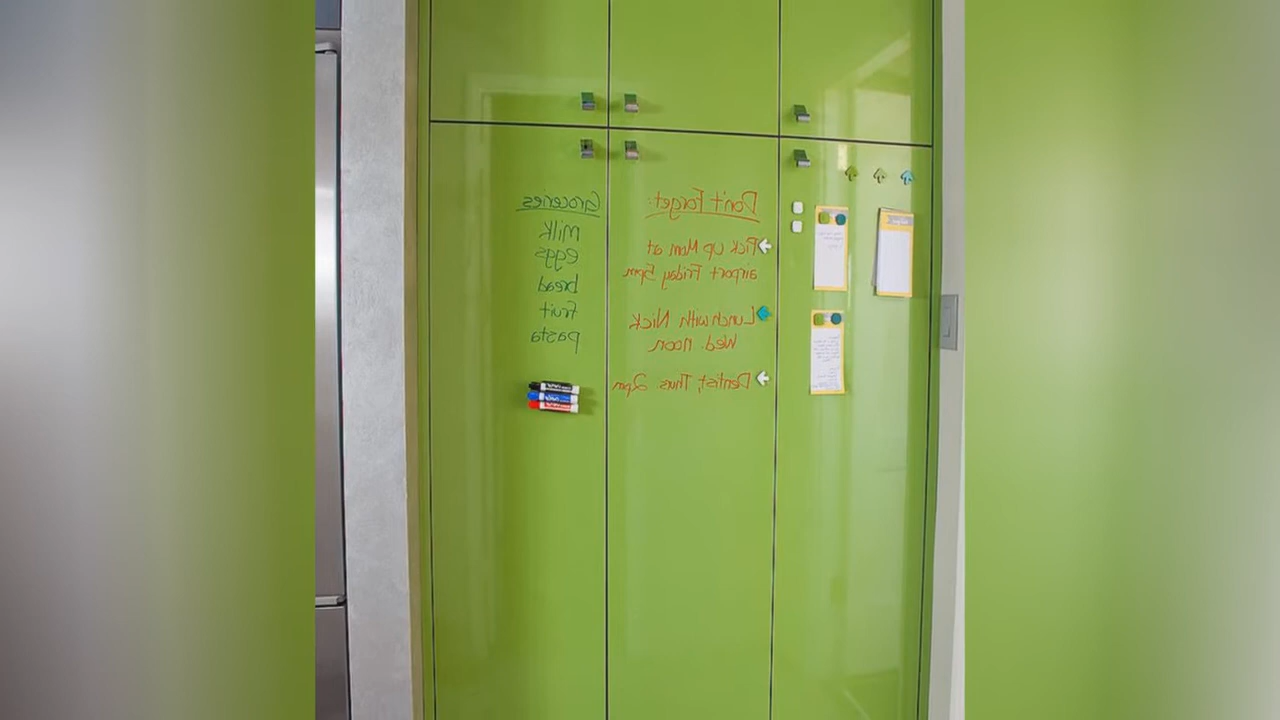 Groceries
milk
eggs
bread
fruit
pasta
Don't Forget:
Pick up Mom at
airport Friday 5pm
Lunch with Nick
Wed. noon
Dentist, Thurs 2pm